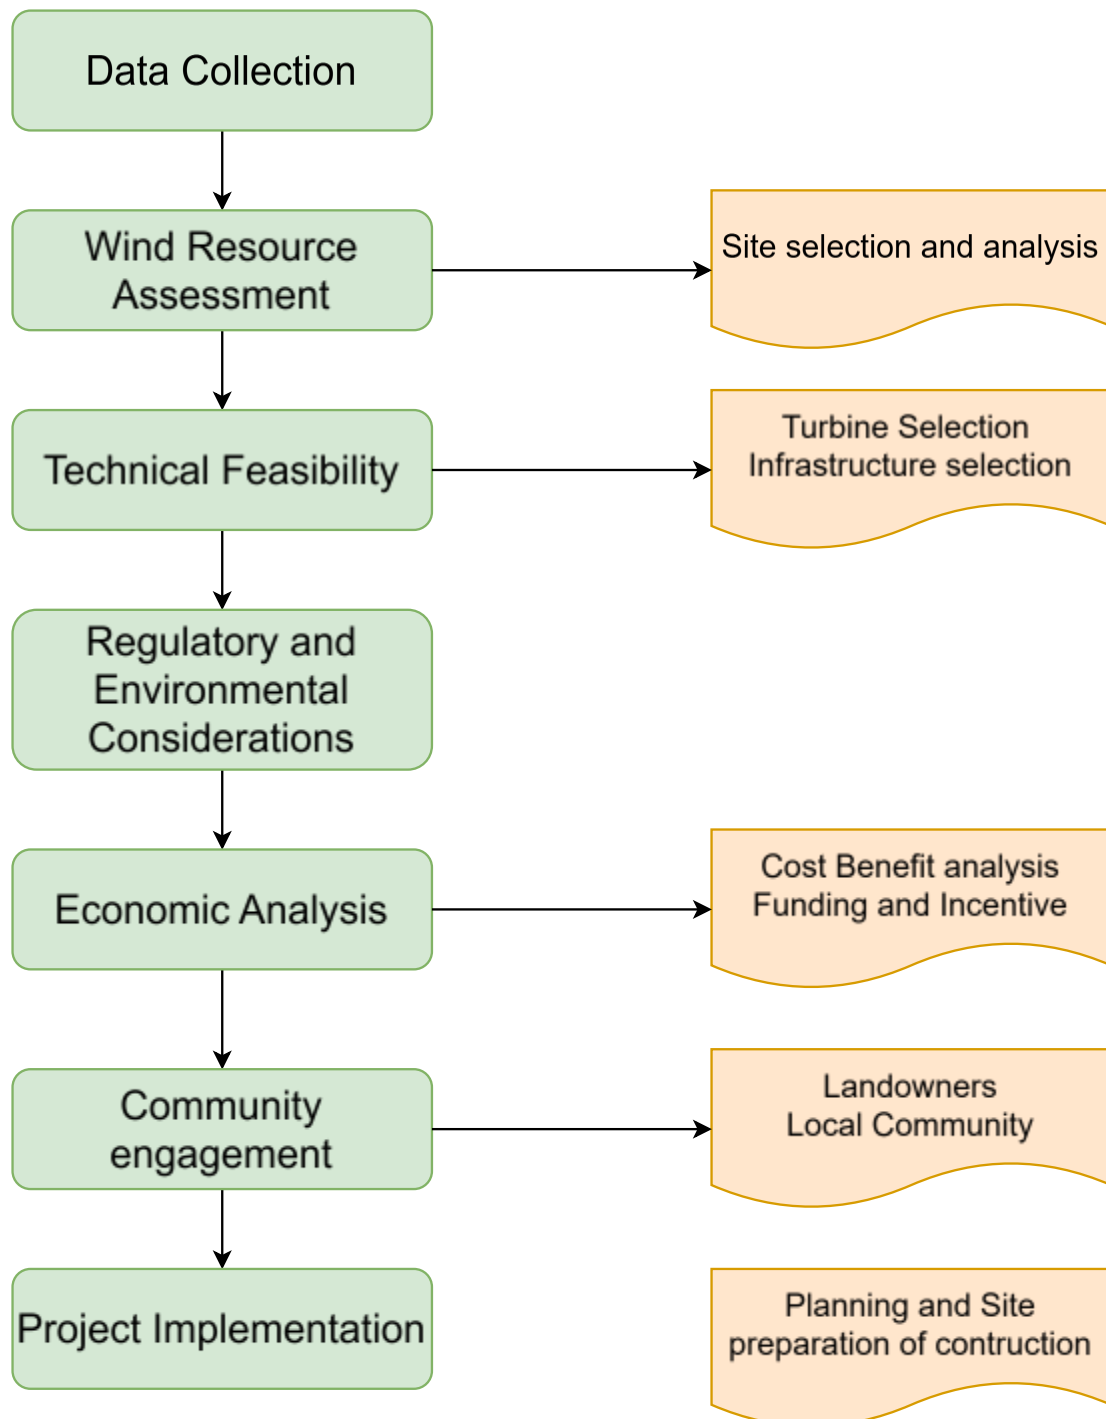 Data Collection
Wind Resource
Assessment
Site selection and analysis
Technical Feasibility
Turbine Selection
Infrastructure selection
Regulatory and
Environmental
Considerations
Economic Analysis
Cost Benefit analysis
Funding and Incentive
Community
engagement
Landowners
Local Community
Project Implementation
Planning and Site
preparation of contruction